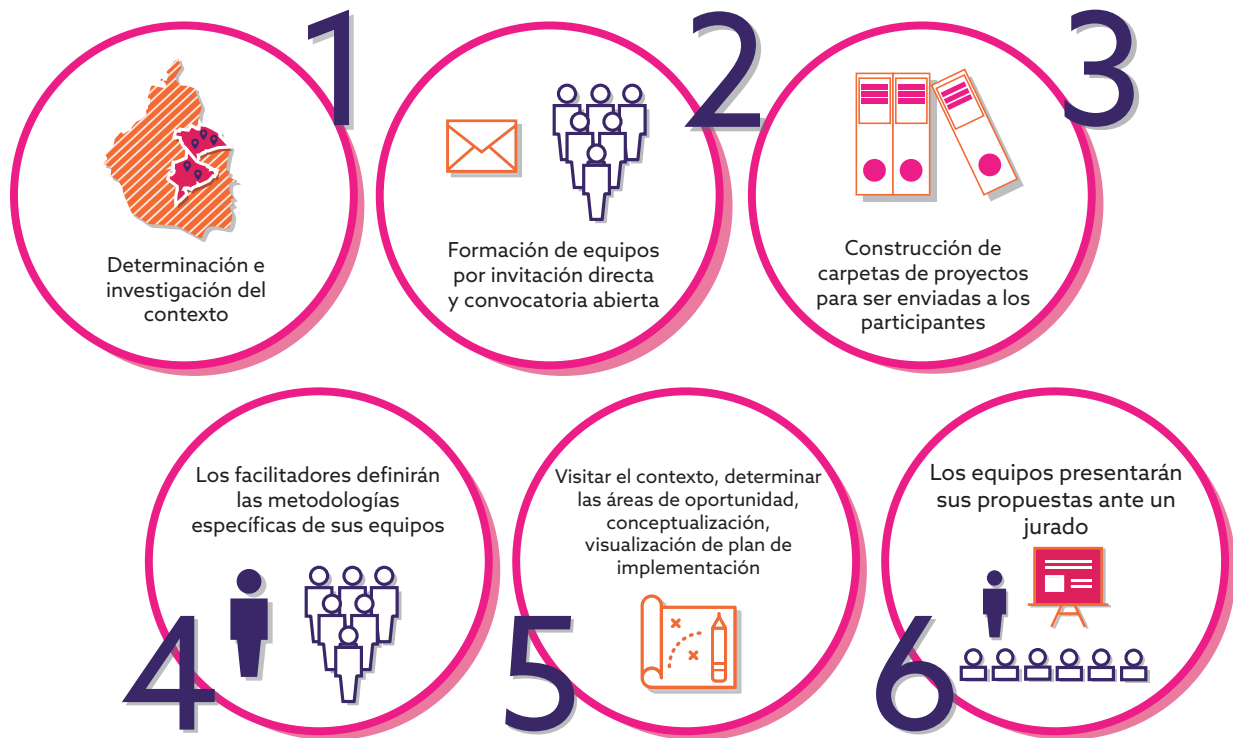 1
Determinación e
investigación del
contexto
2
Formación de equipos
por invitación directa
y convocatoria abierta
3
Construcción de
carpetas de proyectos
para ser enviadas a los
participantes
4
Los facilitadores definirán
las metodologías
específicas de sus equipos
5
Visitar el contexto, determinar
las áreas de oportunidad,
conceptualización,
visualización de plan de
implementación
6
Los equipos presentarán
sus propuestas ante un
jurado